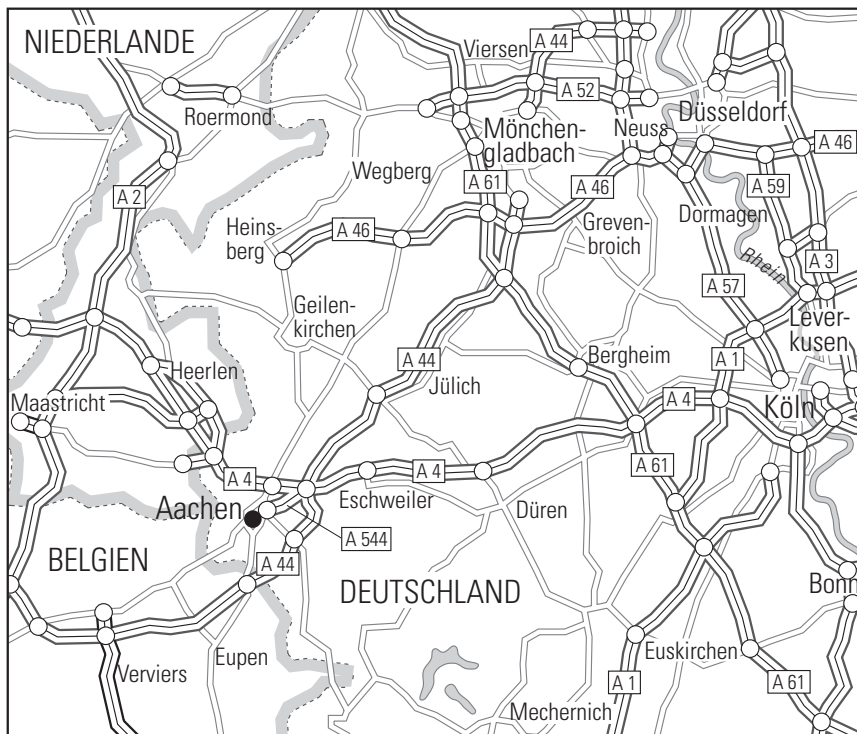 NIEDERLANDE
Viersen
A 44
A 52
Roermond
Mönchen-
gladbach
Neuss
Düsseldorf
A 46
Wegberg
A 2
A 61
A 46
A 59
Dormagen
Heins-
berg
A 46
Greven-
broich
Rhein
A 3
A 57
Geilen-
kirchen
Lever-
kusen
A 44
Bergheim
A 1
Heerlen
Jülich
Maastricht
A 4
Köln
A 4
A 4
A 61
Eschweiler
Aachen
Düren
A 544
BELGIEN
A 44
DEUTSCHLAND
Bonn
Eupen
Euskirchen
Verviers
A 1
A 61
Mechernich